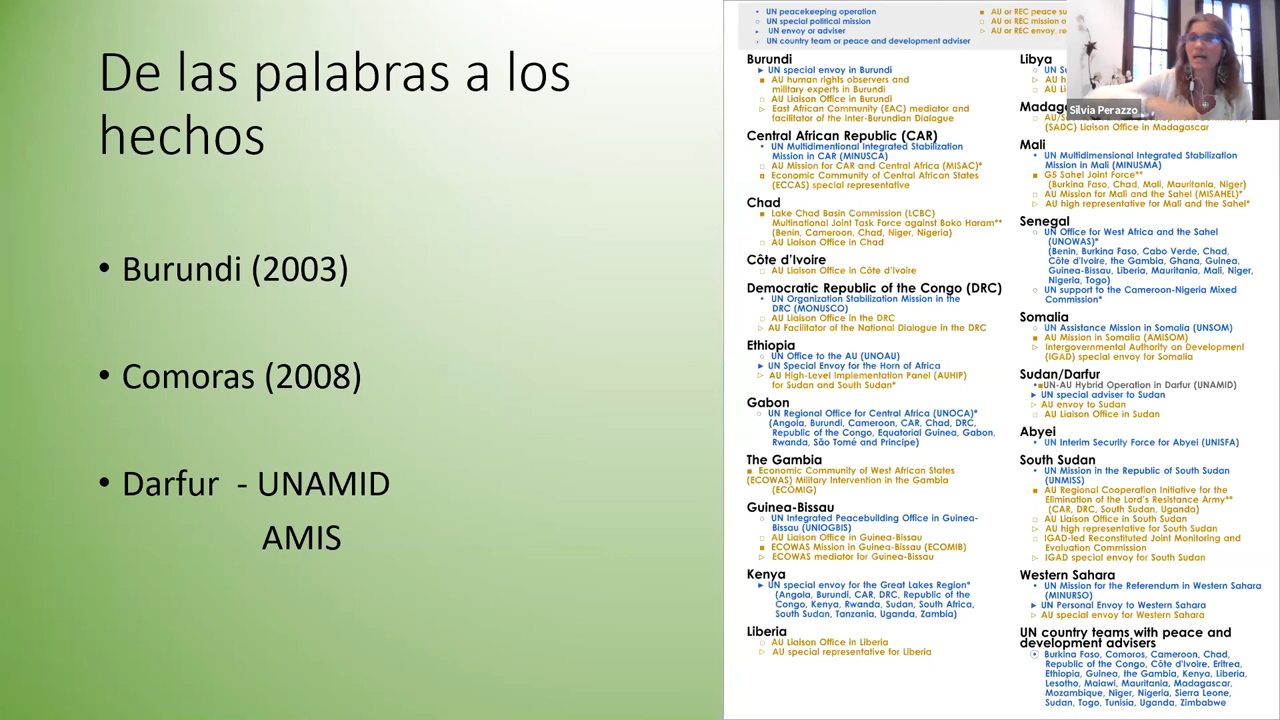 De las palabras a los
hechos
• Burundi (2003)
• Comoras (2008)
• Darfur - UNAMID
AMIS
UN peacekeeping operation
UN special political mission
UN envoy or adviser
UN country team or peace and development adviser
AU or REC peace su
AU or REC mission o
AU or REC envoy, re
Burundi
UN special envoy in Burundi
AU human rights observers and
military experts in Burundi
AU Liaison Office in Burundi
East African Community (EAC) mediator and
facilitator of the Inter-Burundian Dialogue
Central African Republic (CAR)
UN Multidimentional Integrated Stabilization
Mission in CAR (MINUSCA)
AU Mission for CAR and Central Africa (MISAC)*
Economic Community of Central African States
(ECCAS) special representative
Chad
Lake Chad Basin Commission (LCBC)
Multinational Joint Task Force against Boko Haram**
(Benin, Cameroon, Chad, Niger, Nigeria)
AU Liaison Office in Chad
Côte d'Ivoire
AU Liaison Office in Côte d'Ivoire
Democratic Republic of the Congo (DRC)
UN Organization Stabilization Mission in the
DRC (MONUSCO)
AU Liaison Office in the DRC
AU Facilitator of the National Dialogue in the DRC
Ethiopia
UN Office to the AU (UNOAU)
UN Special Envoy for the Horn of Africa
AU High-Level Implementation Panel (AUHIP)
for Sudan and South Sudan*
Gabon
UN Regional Office for Central Africa (UNOCA)*
(Angola, Burundi, Cameroon, CAR, Chad, DRC,
Republic of the Congo, Equatorial Guinea, Gabon,
Rwanda, São Tomé and Principe)
The Gambia
Economic Community of West African States
(ECOWAS) Military Intervention in the Gambia
(ECOMIG)
Guinea-Bissau
UN Integrated Peacebuilding Office in Guinea-
Bissau (UNIOGBIS)
AU Liaison Office in Guinea-Bissau
ECOWAS Mission in Guinea-Bissau (ECOMIB)
ECOWAS mediator for Guinea-Bissau
Kenya
UN special envoy for the Great Lakes Region*
(Angola, Burundi, CAR, DRC, Republic of the
Congo, Kenya, Rwanda, Sudan, South Africa,
South Sudan, Tanzania, Uganda, Zambia)
Liberia
AU Liaison Office in Liberia
AU special representative for Liberia
Libya
UN Su
AU h
AU Li
Silvia Perazzo
Madag
(SADC) Liaison Office in Madagascar
Mali
UN Multidimensional Integrated Stabilization
Mission in Mali (MINUSMA)
G5 Sahel Joint Force**
(Burkina Faso, Chad, Mali, Mauritania, Niger)
AU Mission for Mali and the Sahel (MISAHEL)*
AU high representative for Mali and the Sahel*
Senegal
UN Office for West Africa and the Sahel
(UNOWAS)*
(Benin, Burkina Faso, Cabo Verde, Chad,
Côte d'Ivoire, the Gambia, Ghana, Guinea,
Guinea-Bissau, Liberia, Mauritania, Mali, Niger,
Nigeria, Togo)
UN support to the Cameroon-Nigeria Mixed
Commission*
Somalia
UN Assistance Mission in Somalia (UNSOM)
AU Mission in Somalia (AMISOM)
Intergovernmental Authority on Development
(IGAD) special envoy for Somalia
Sudan/Darfur
UN-AU Hybrid Operation in Darfur (UNAMID)
UN special adviser to Sudan
AU envoy to Sudan
AU Liaison Office in Sudan
Abyei
UN Interim Security Force for Abyei (UNISFA)
South Sudan
UN Mission in the Republic of South Sudan
(UNMISS)
AU Regional Cooperation Initiative for the
Elimination of the Lord's Resistance Army**
(CAR, DRC, South Sudan, Uganda)
AU Liaison Office in South Sudan
AU high representative for South Sudan
IGAD-led Reconstituted Joint Monitoring and
Evaluation Commission
IGAD special envoy for South Sudan
Western Sahara
UN Mission for the Referendum in Western Sahara
(MINURSO)
UN Personal Envoy to Western Sahara
AU special envoy for Western Sahara
UN country teams with peace and
development advisers
Burkina Faso, Comoros, Cameroon, Chad,
Republic of the Congo, Côte d'Ivoire, Eritrea,
Ethiopia, Guinea, the Gambia, Kenya, Liberia,
Lesotho, Malawi, Mauritania, Madagascar,
Mozambique, Niger, Nigeria, Sierra Leone,
Sudan, Togo, Tunisia, Uganda, Zimbabwe